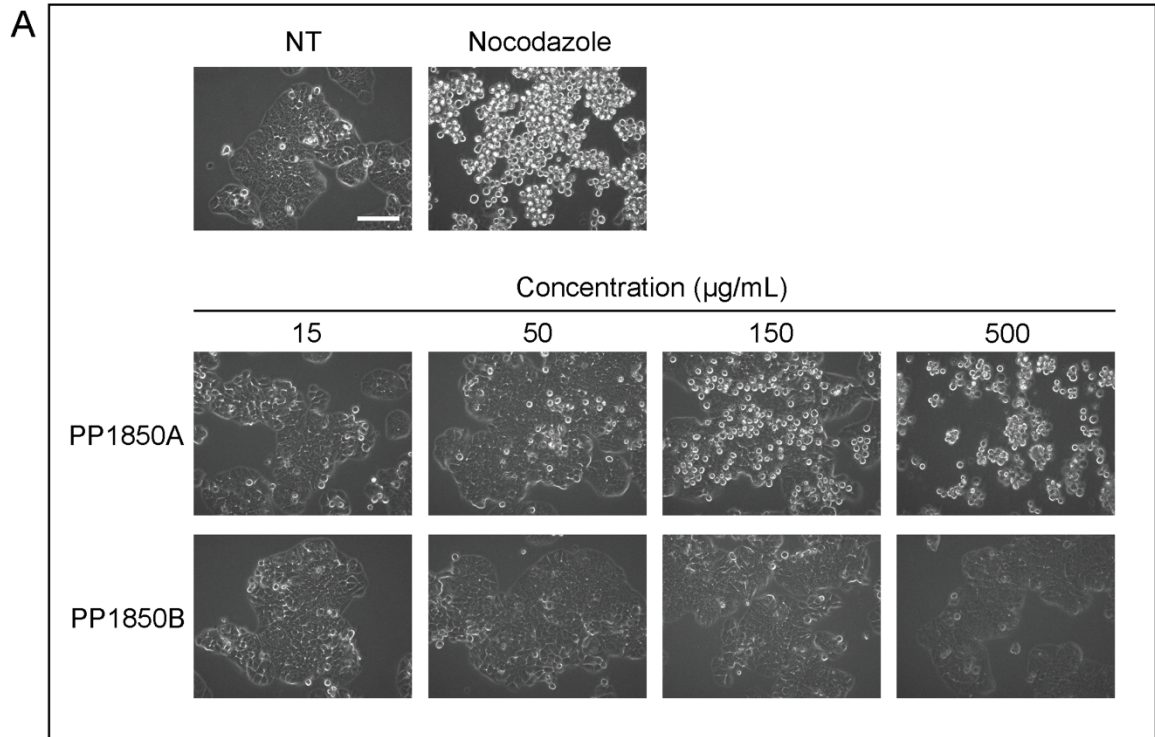 A
NT Nocodazole
Concentration (µg/mL)
15 50 150 500
PP1850A
PP1850B